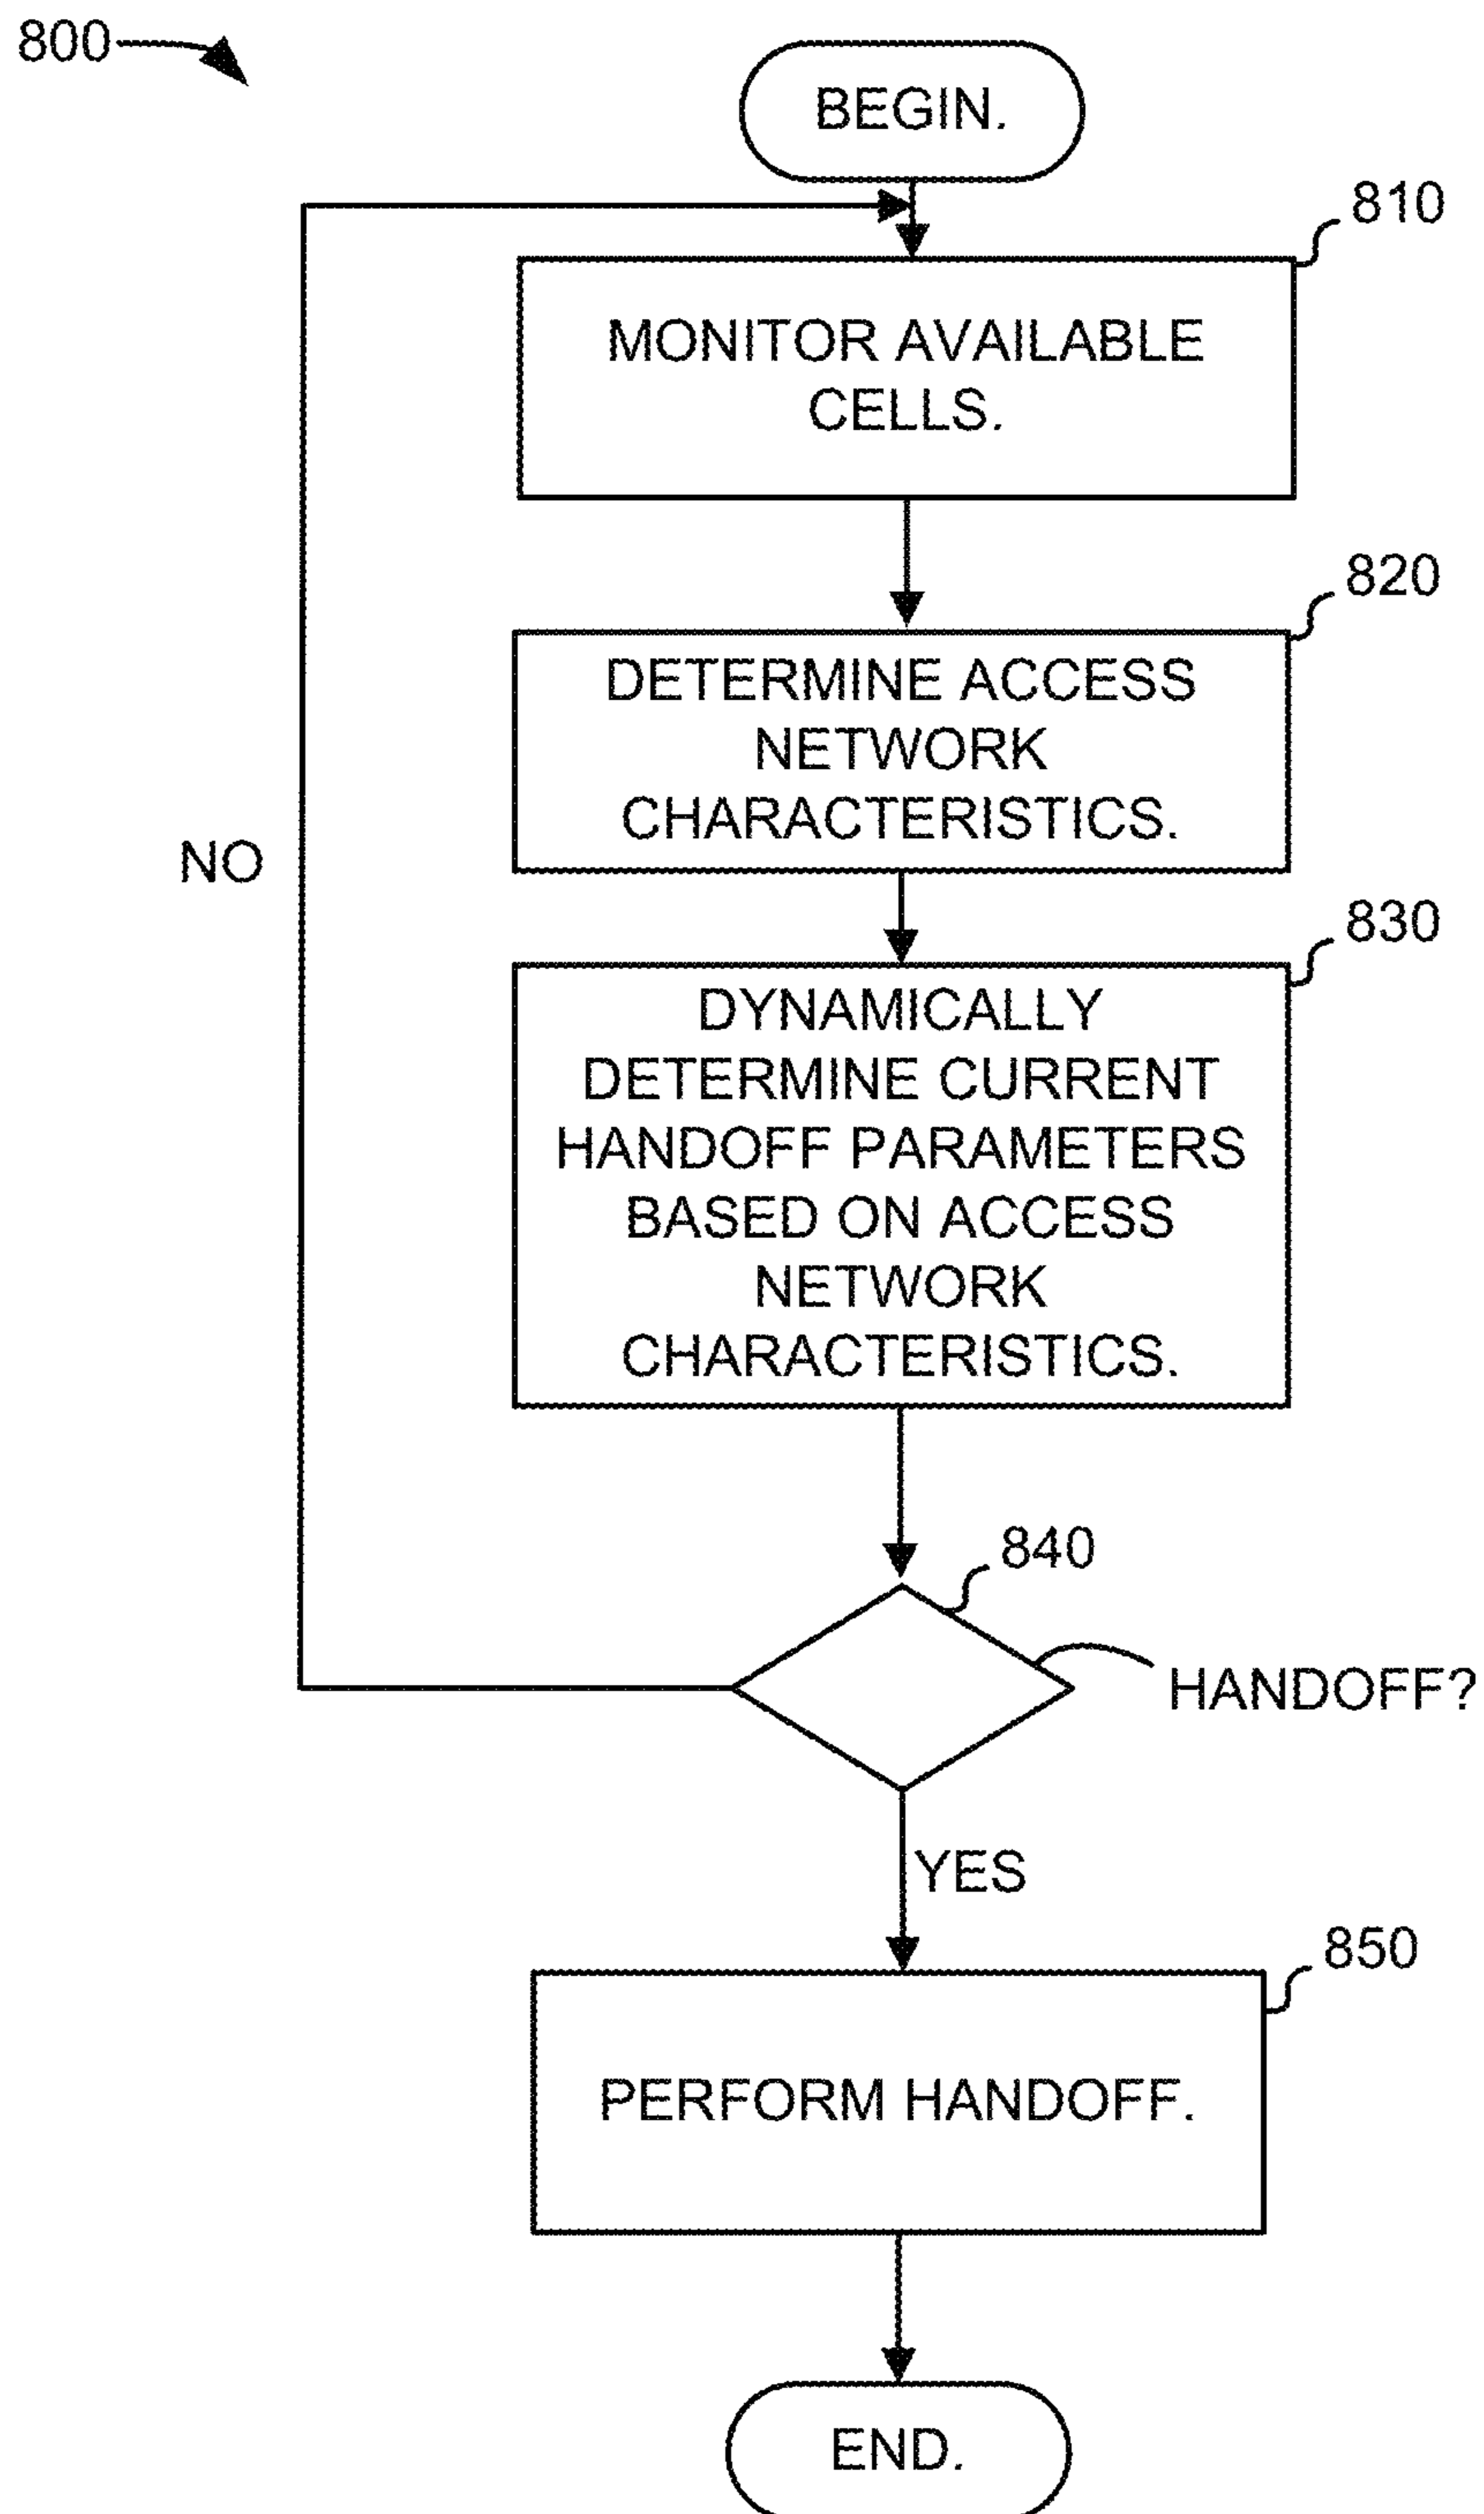 800
BEGIN.
810
MONITOR AVAILABLE
CELLS.
820
DETERMINE ACCESS
NETWORK
CHARACTERISTICS.
NO
830
DYNAMICALLY
DETERMINE CURRENT
HANDOFF PARAMETERS
BASED ON ACCESS
NETWORK
CHARACTERISTICS.
840
HANDOFF?
YES
850
PERFORM HANDOFF.
END.